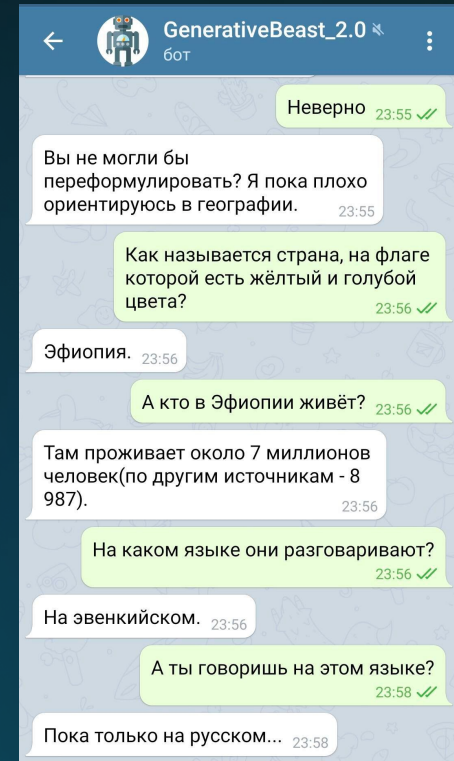 GenerativeBeast_2.0
бот
Неверно 23:55
Вы не могли бы
переформулировать? Я пока плохо
ориентируюсь в географии. 23:55
Как называется страна, на флаге
которой есть жёлтый и голубой
цвета? 23:56
Эфиопия. 23:56
А кто в Эфиопии живёт? 23:56
Там проживает около 7 миллионов
человек(по другим источникам - 8
987). 23:56
На каком языке они разговаривают?
23:56
На эвенкийском. 23:56
А ты говоришь на этом языке?
23:58
Пока только на русском... 23:58